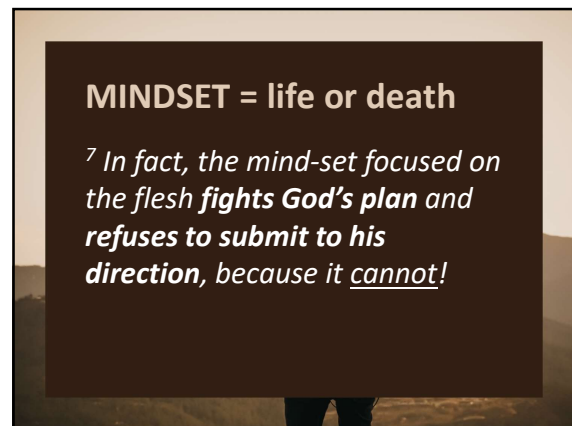 MINDSET = life or death
7 In fact, the mind-set focused on
the flesh fights God’s plan and
refuses to submit to his
direction, because it cannot!